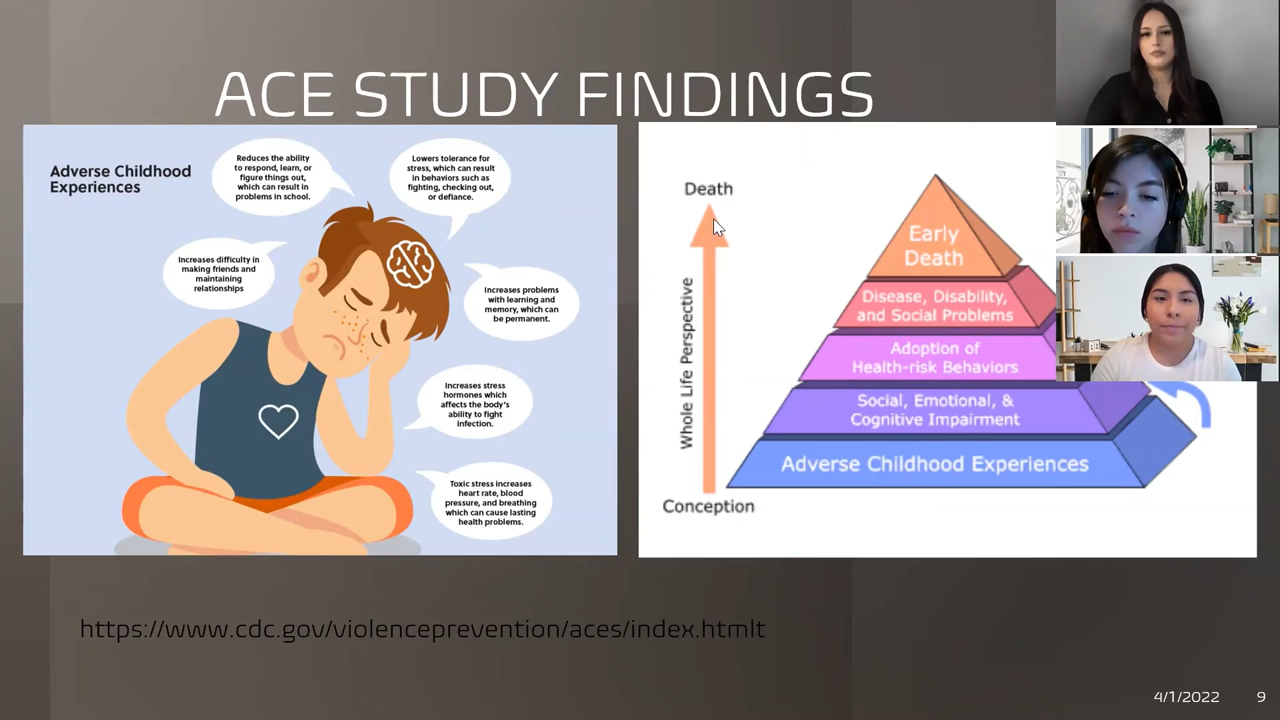 ACE STUDY FINDINGS
Adverse Childhood
Experiences
Reduces the ability
to respond, learn, or
figure things out,
which can result in
problems in school.
Lowers tolerance for
stress, which can result
in behaviors such as
fighting, checking out,
or defiance.
Increases difficulty in
making friends and
maintaining
relationships
Increases problems
with learning and
memory, which can
be permanent.
Increases stress
hormones which
affects the body's
ability to fight
infection.
Toxic stress increases
heart rate, blood
pressure, and breathing
which can cause lasting
health problems.
Death
Whole Life Perspective
Conception
Early
Death
Disease, Disability,
and Social Problems
Adoption of
Health-risk Behaviors
Social, Emotional, &
Cognitive Impairment
Adverse Childhood Experiences
https://www.cdc.gov/violenceprevention/aces/index.htmlt
4/1/2022 9